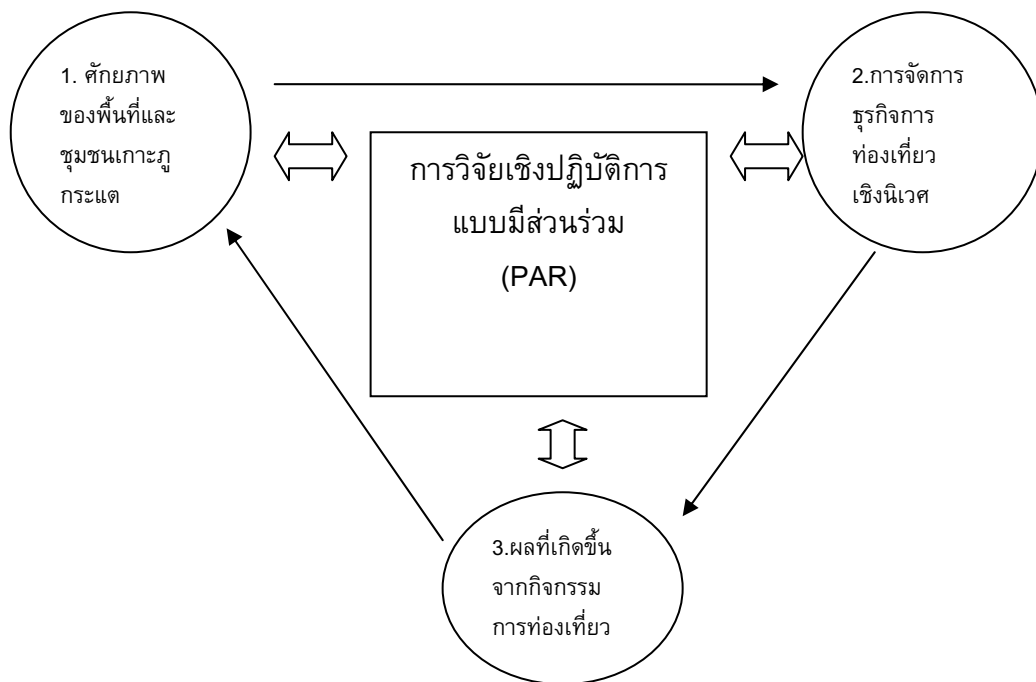 1. ศักยภาพ
ของพื้นที่และ
ชุมชนเกาะภู
กระแต
2.การจัดการ
ธุรกิจการ
ท่องเที่ยว
เชิงนิเวศ
การวิจัยเชิงปฏิบัติการ
แบบมีส่วนร่วม
(PAR)
3.ผลที่เกิดขึ้น
จากกิจกรรม
การท่องเที่ยว